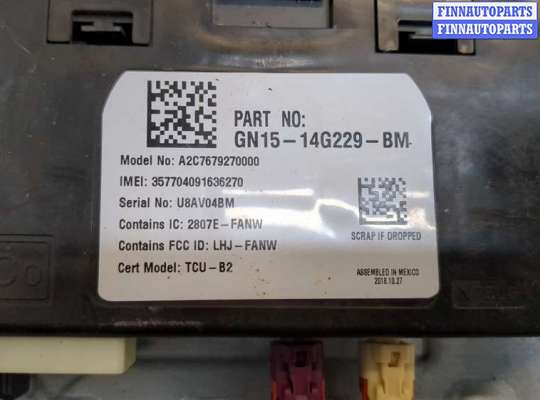 FINNAUTOPARTS
FINNAUTOPARTS
PART NO:
GN15-14G229-BM
Model No: A2C7679270000
IMEI: 357704091636270
Serial No: U8AV04BM
Contains IC: 2807E-FANW
Contains FCC ID: LHJ-FANW
Cert Model: TCU-B2
SCRAP IF DROPPED
ASSEMBLED IN MEXICO
2018.10.27